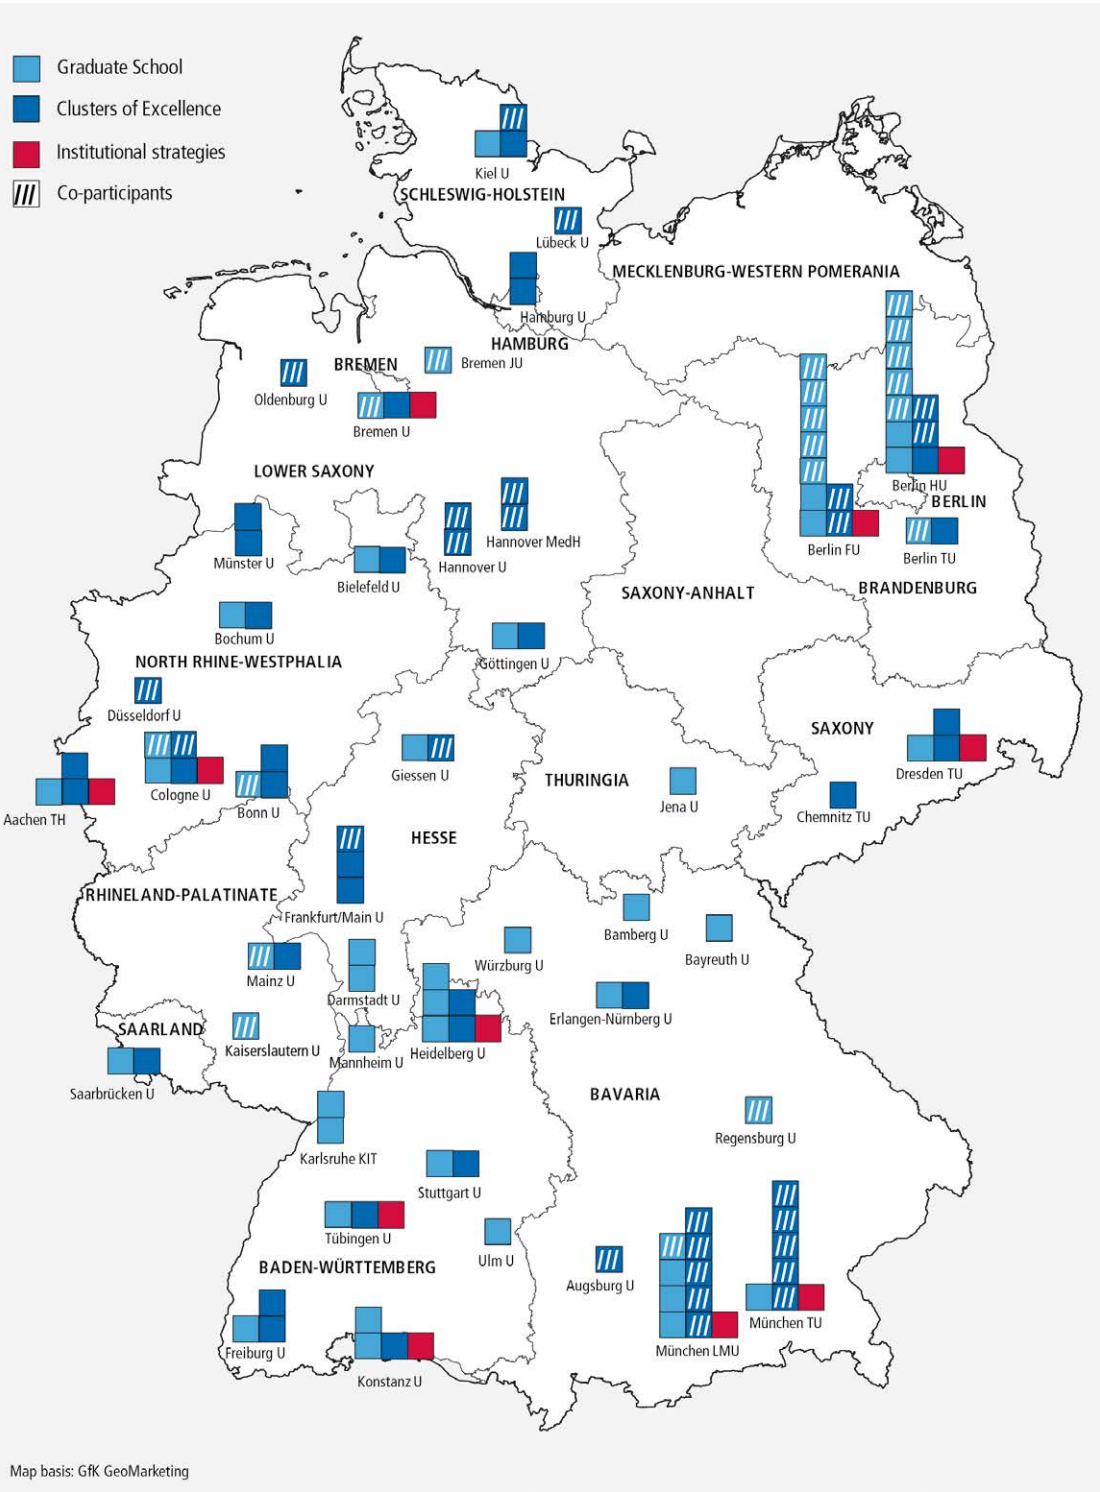 Graduate School
Clusters of Excellence
Institutional strategies
Co-participants
Kiel U
SCHLESWIG-HOLSTEIN
Lübeck U
MECKLENBURG-WESTERN POMERANIA
Hamburg U
HAMBURG
BREMEN
Bremen JU
Oldenburg U
Bremen U
LOWER SAXONY
Berlin HU
BERLIN
Hannover MedH
Berlin FU
Berlin TU
Münster U
Hannover U
Bielefeld U
SAXONY-ANHALT
BRANDENBURG
Bochum U
NORTH RHINE-WESTPHALIA
Göttingen U
Düsseldorf U
SAXONY
Giessen U
THURINGIA
Dresden TU
Cologne U
Jena U
Aachen TH
Bonn U
Chemnitz TU
HESSE
RHINELAND-PALATINATE
Frankfurt/Main U
Bamberg U
Würzburg U
Bayreuth U
Mainz U
Darmstadt U
Erlangen-Nürnberg U
SAARLAND
Kaiserslautern U
Mannheim U
Heidelberg U
Saarbrücken U
BAVARIA
Regensburg U
Karlsruhe KIT
Stuttgart U
Tübingen U
Ulm U
BADEN-WÜRTTEMBERG
Augsburg U
München TU
Freiburg U
München LMU
Konstanz U
Map basis: GfK GeoMarketing